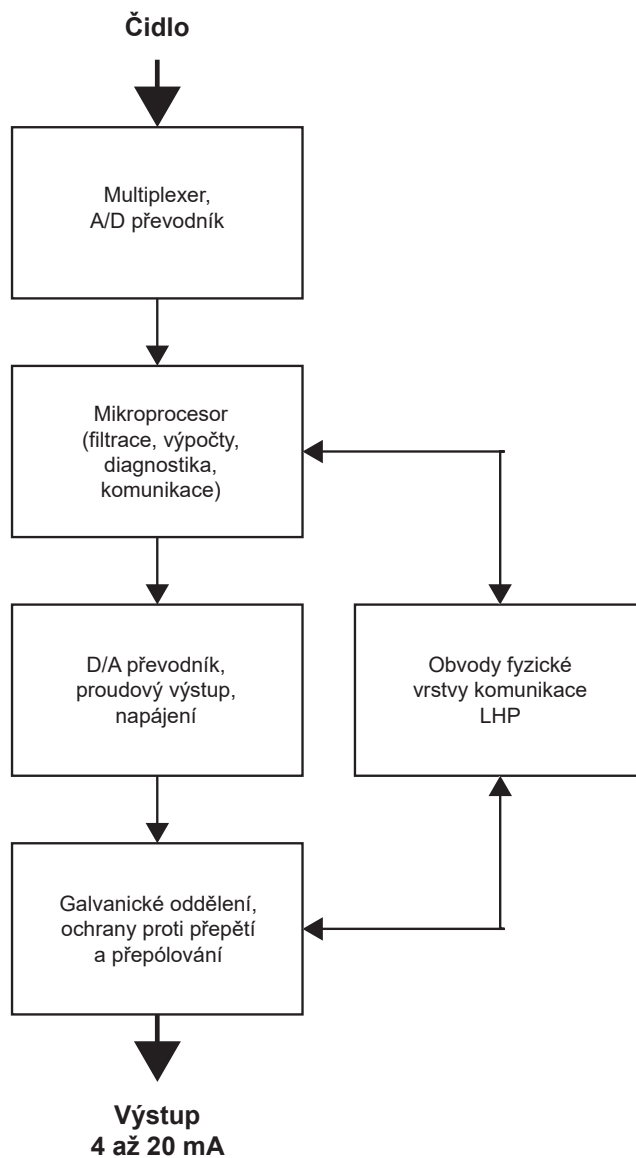 Čidlo
Multiplexer,
A/D převodník
Mikroprocesor
(filtrace, výpočty,
diagnostika,
komunikace)
D/A převodník,
proudový výstup,
napájení
Obvody fyzické
vrstvy komunikace
LHP
Galvanické oddělení,
ochrany proti přepětí
a přepólování
Výstup
4 až 20 mA